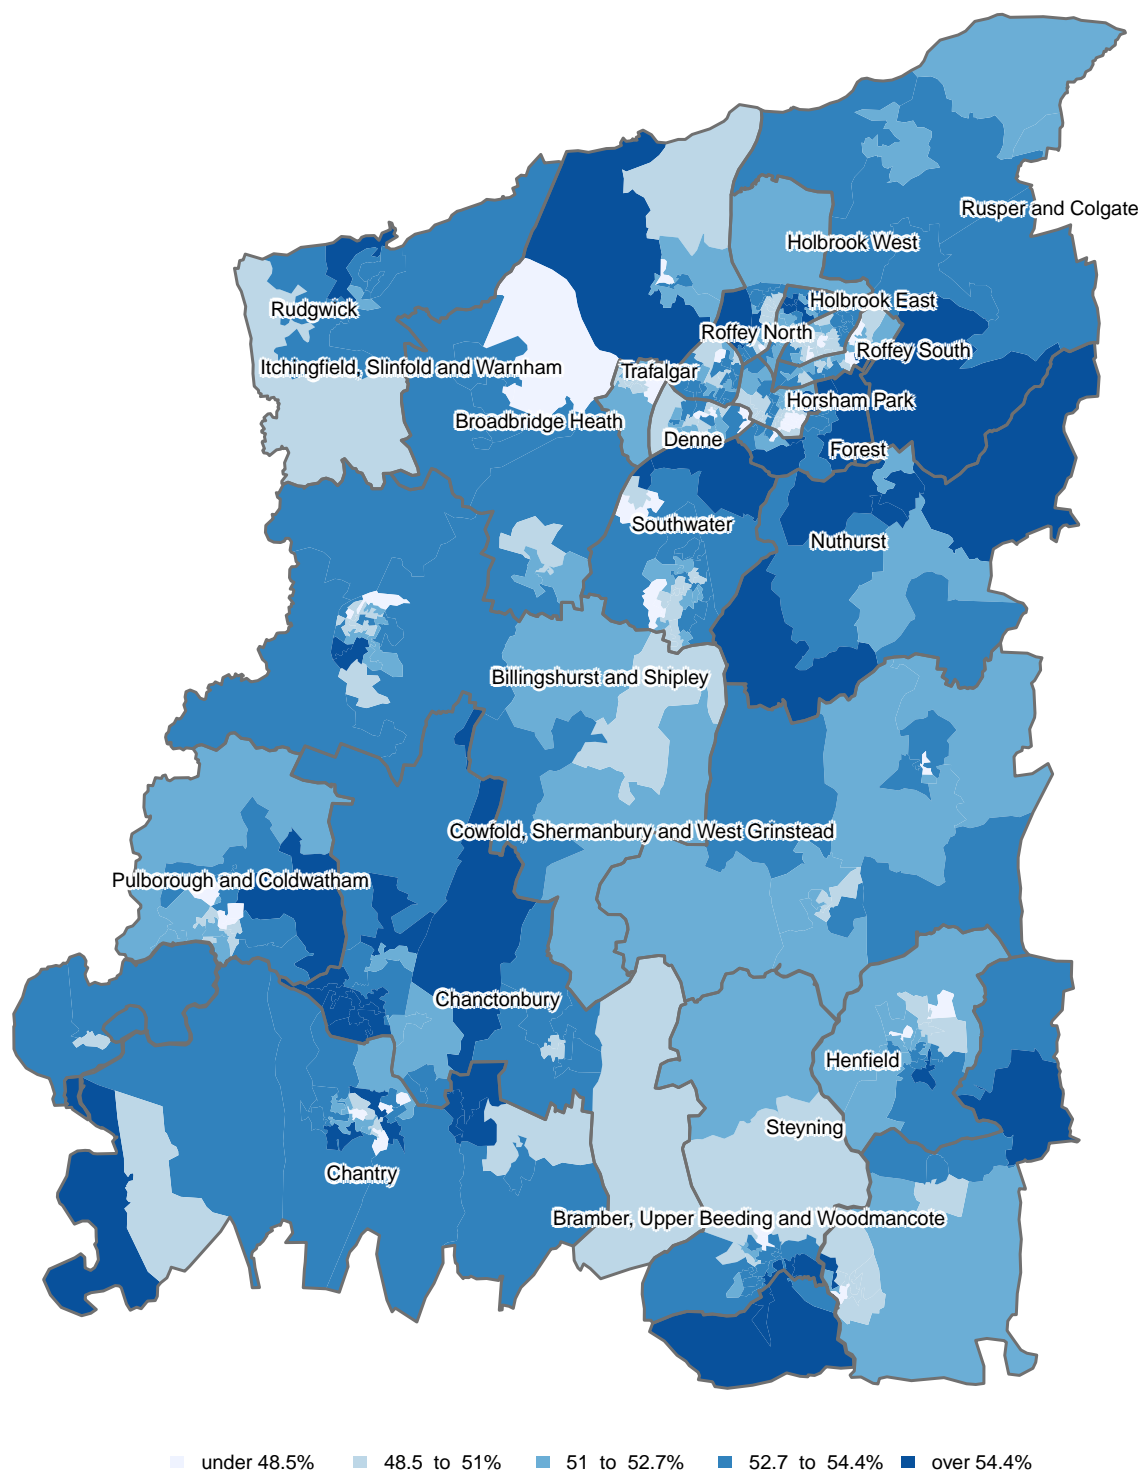 Rusper and Colgate
Holbrook West
Holbrook East
Rudgwick
Roffey North
Roffey South
Itchingfield, Slinfold and Warnham
Trafalgar
Horsham Park
Broadbridge Heath
Denne
Forest
Southwater
Nuthurst
Billingshurst and Shipley
Cowfold, Shermanbury and West Grinstead
Pulborough and Coldwatham
Chanctonbury
Henfield
Steyning
Chantry
Bramber, Upper Beeding and Woodmancote
under 48.5% 48.5 to 51% 51 to 52.7% 52.7 to 54.4% over 54.4%